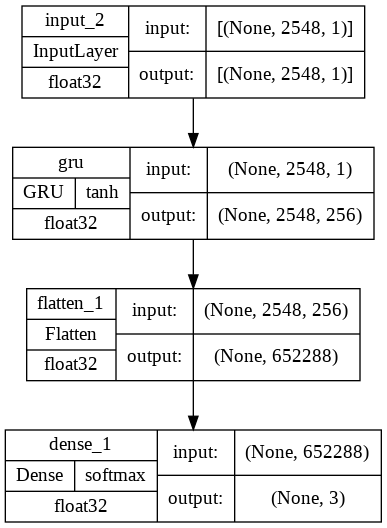 input_2
InputLayer
float32
input:
[(None, 2548, 1)]
output:
[(None, 2548, 1)]
gru
GRU tanh
float32
input:
(None, 2548, 1)
output:
(None, 2548, 256)
flatten_1
Flatten
float32
input:
(None, 2548, 256)
output:
(None, 652288)
dense_1
Dense softmax
float32
input:
(None, 652288)
output:
(None, 3)